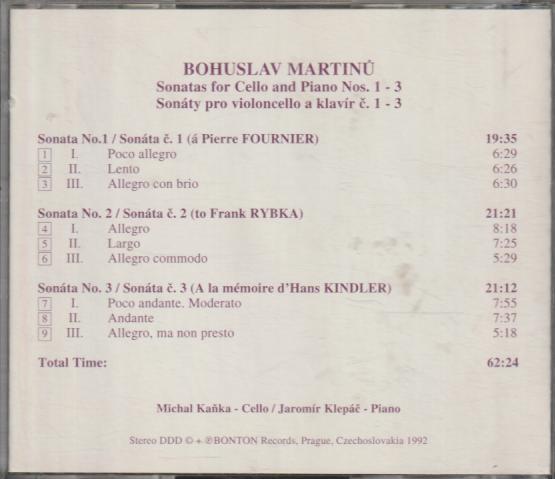 BOHUSLAV MARTINŮ
Sonatas for Cello and Piano Nos. 1 - 3
Sonáty pro violoncello a klavír č. 1 - 3
Sonata No.1 / Sonáta č. 1 (á Pierre FOURNIER) 19:35
1 I. Poco allegro 6:29
2 II. Lento 6:26
3 III. Allegro con brio 6:30
Sonata No. 2 / Sonáta č. 2 (to Frank RYBKA) 21:21
4 I. Allegro 8:18
5 II. Largo 7:25
6 III. Allegro commodo 5:29
Sonáta No. 3 / Sonáta č. 3 (A la mémoire d'Hans KINDLER) 21:12
7 I. Poco andante. Moderato 7:55
8 II. Andante 7:37
9 III. Allegro, ma non presto 5:18
Total Time: 62:24
Michal Kaňka - Cello / Jaromír Klepáč - Piano
Stereo DDD © + ℗BONTON Records, Prague, Czechoslovakia 1992